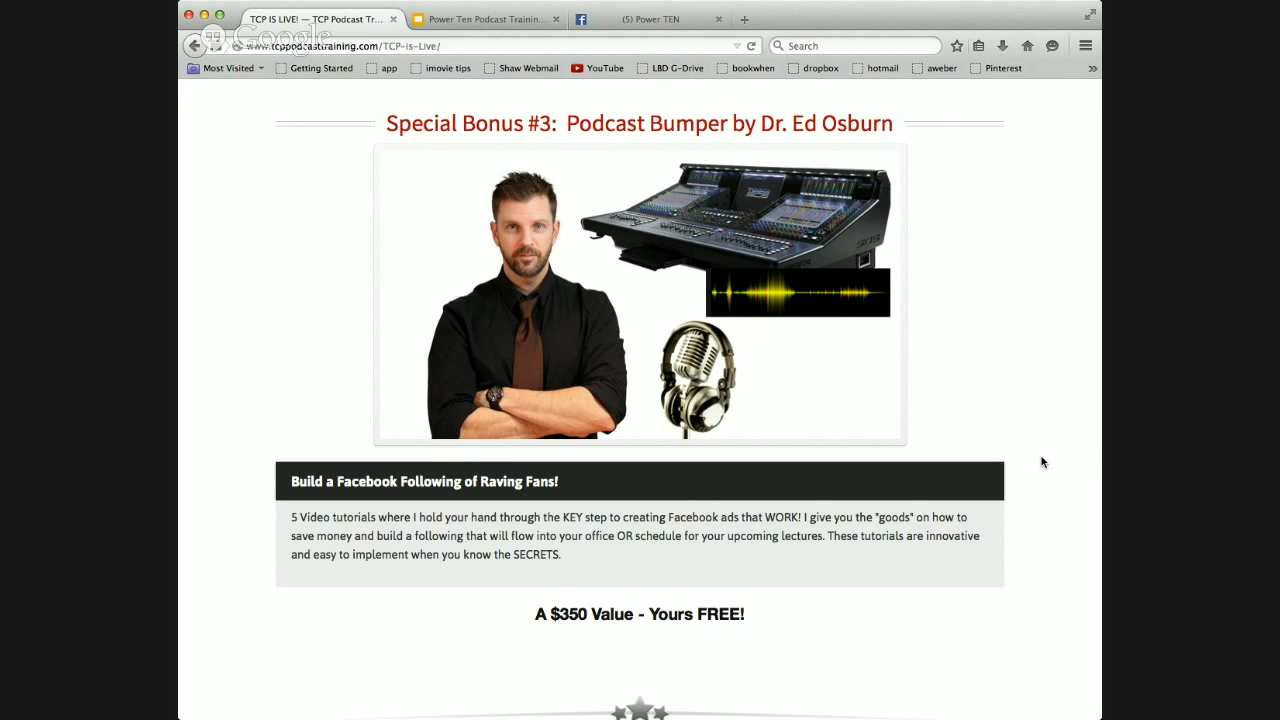 TCP IS LIVE! — TCP Podcast Tr...
Power Ten Podcast Trainin...
(5) Power TEN
Google
www.tcppodcasttraining.com/TCP-is-Live/
Search
Most Visited
Getting Started
app
imovie tips
Shaw Webmail
YouTube
LBD G-Drive
bookwhen
dropbox
hotmail
aweber
Pinterest
Special Bonus #3: Podcast Bumper by Dr. Ed Osburn
Build a Facebook Following of Raving Fans!
5 Video tutorials where I hold your hand through the KEY step to creating Facebook ads that WORK! I give you the "goods" on how to
save money and build a following that will flow into your office OR schedule for your upcoming lectures. These tutorials are innovative
and easy to implement when you know the SECRETS.
A $350 Value - Yours FREE!